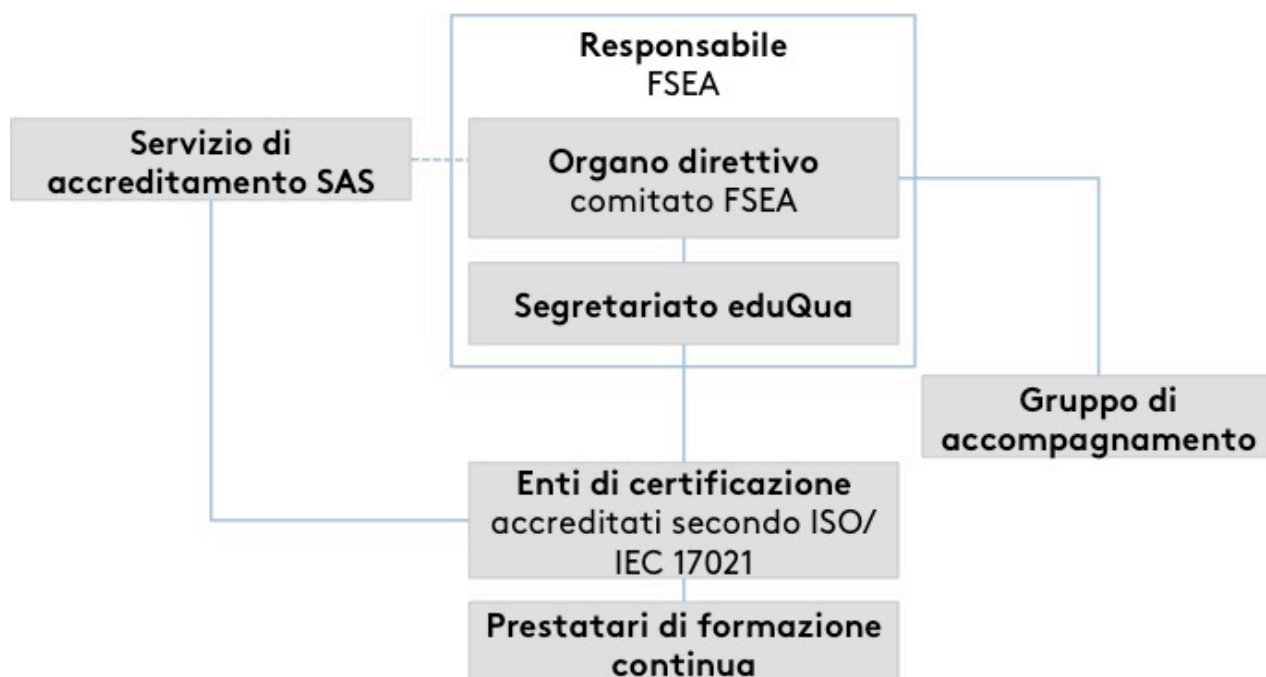 Responsabile
FSEA
Servizio di
accreditamento SAS
Organo direttivo
comitato FSEA
Segretariato eduQua
Gruppo di
accompagnamento
Enti di certificazione
accreditati secondo ISO/
IEC 17021
Prestatari di formazione
continua